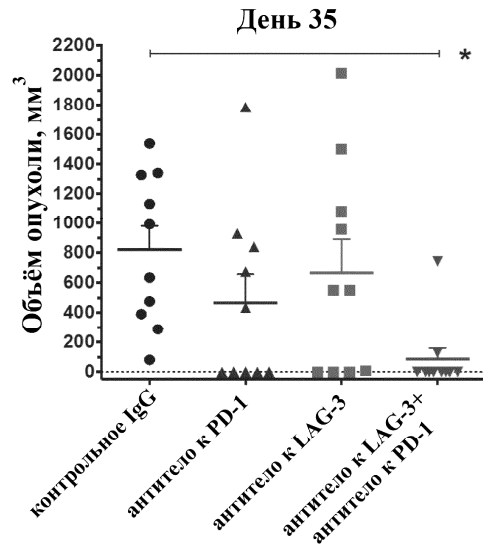 День 35
*
Объём опухоли, мм³
2200
2000
1800
1600
1400
1200
1000
800
600
400
200
0
контрольное IgG
антитело к PD-1
антитело к LAG-3
антитело к LAG-3+
антитело к PD-1